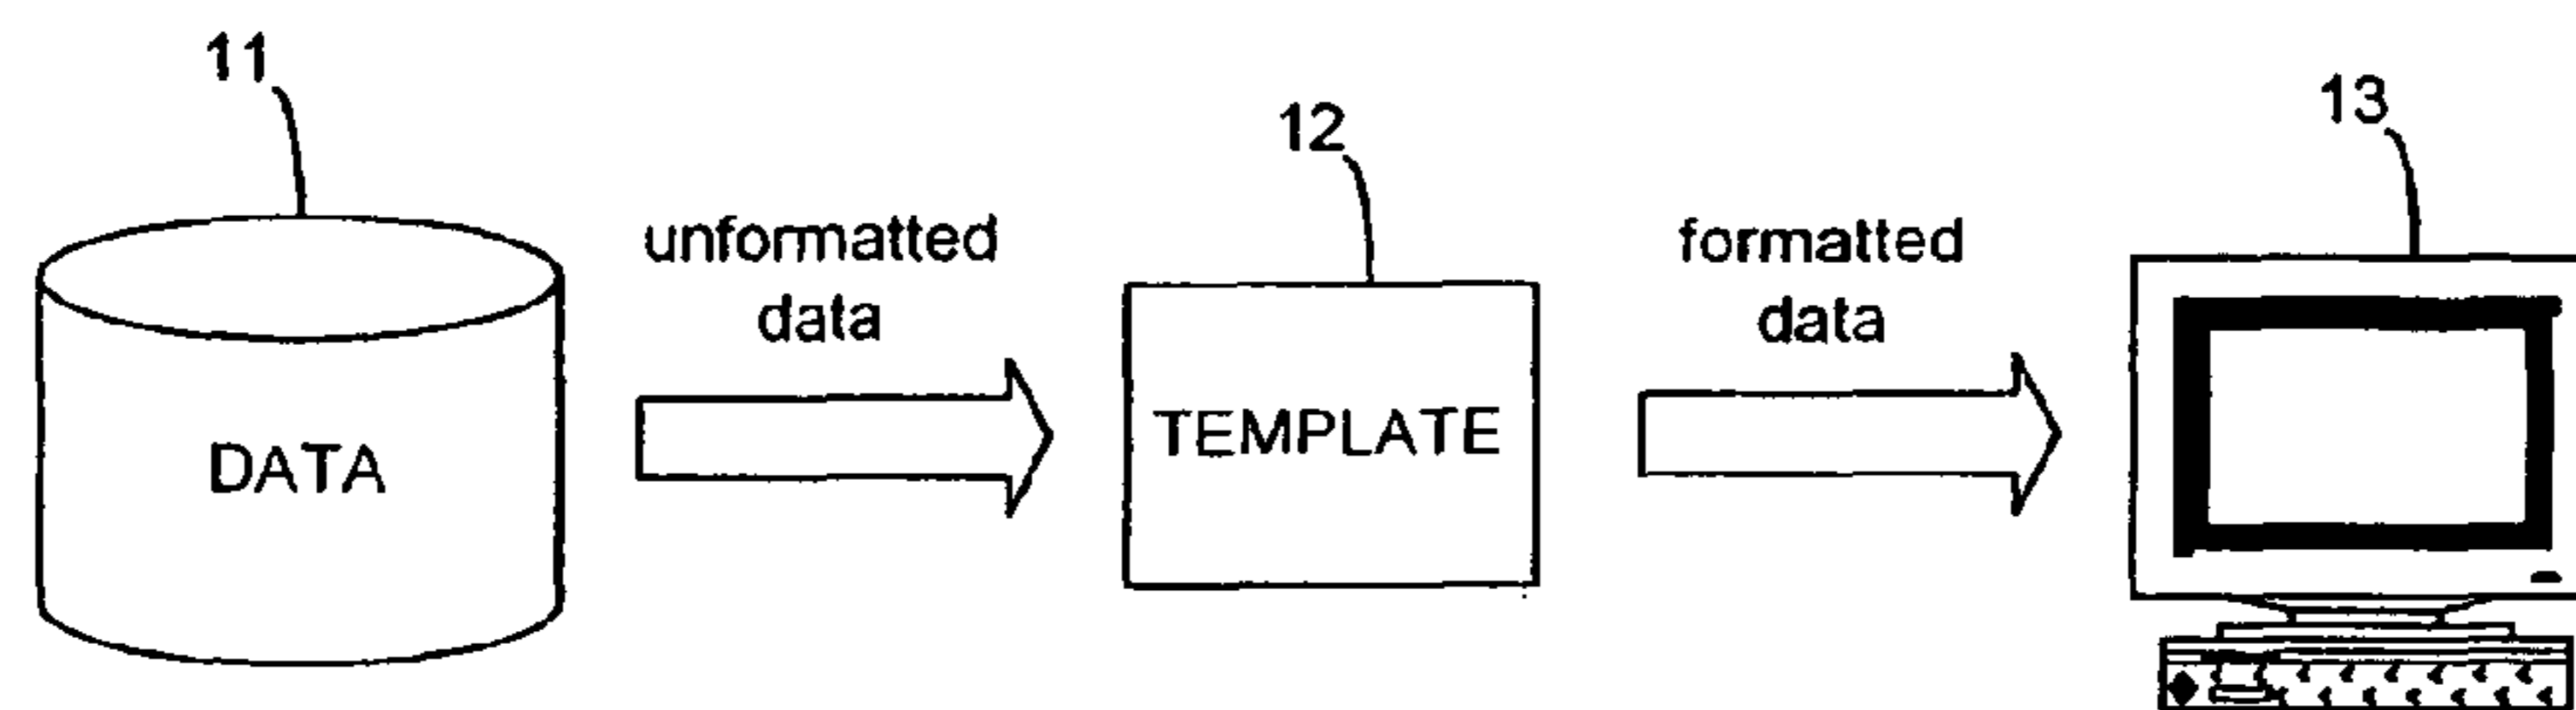 11
unformatted
data
DATA
12
TEMPLATE
formatted
data
13